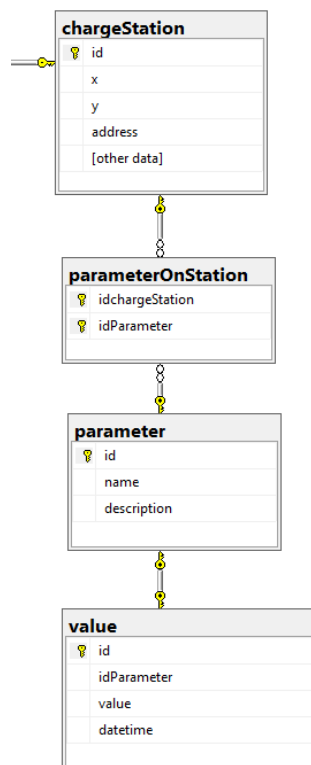 chargeStation
id
x
y
address
[other data]
parameterOnStation
idchargeStation
idParameter
parameter
id
name
description
value
id
idParameter
value
datetime